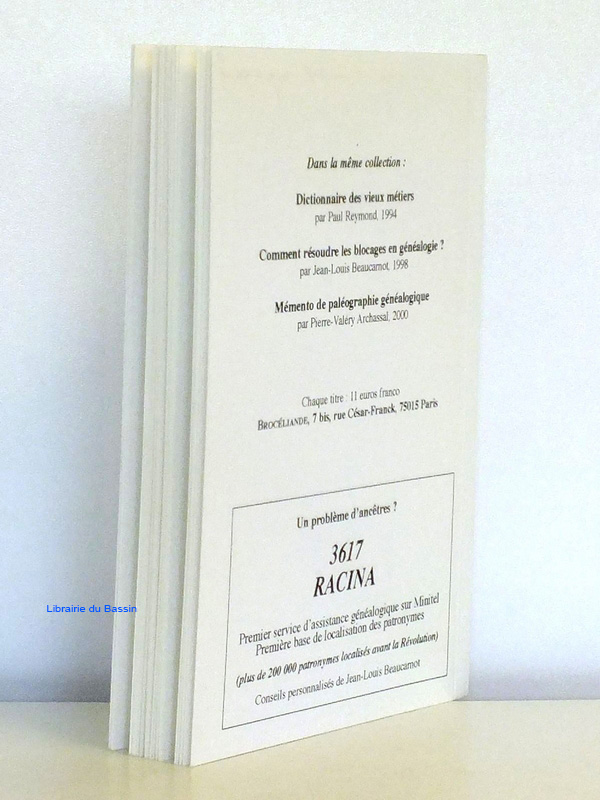 Dans la même collection :
Dictionnaire des vieux métiers
par Paul Reymond, 1994
Comment résoudre les blocages en généalogie ?
par Jean-Louis Beaucarnot, 1998
Mémento de paléographie généalogique
par Pierre-Valéry Archassal, 2000
Chaque titre : 11 euros franco
BROCÉLIANDE, 7 bis, rue César-Franck, 75015 Paris
Un problème d'ancêtres ?
3617
RACINA
Premier service d'assistance généalogique sur Minitel
Première base de localisation des patronymes
(plus de 200 000 patronymes localisés avant la Révolution)
Conseils personnalisés de Jean-Louis Beaucarnot
Librairie du Bassin